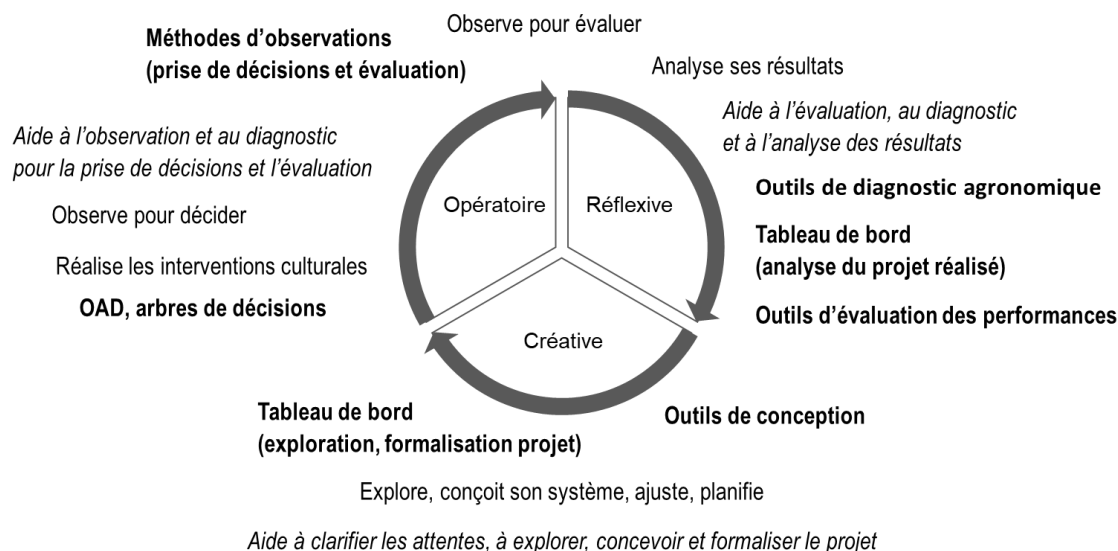 Observe pour évaluer
Méthodes d’observations
(prise de décisions et évaluation)
Analyse ses résultats
Aide à l’évaluation, au diagnostic
et à l’analyse des résultats
Aide à l’observation et au diagnostic
pour la prise de décisions et l’évaluation
Outils de diagnostic agronomique
Opératoire
Réflexive
Observe pour décider
Tableau de bord
(analyse du projet réalisé)
Réalise les interventions culturales
OAD, arbres de décisions
Outils d’évaluation des performances
Créative
Tableau de bord
(exploration, formalisation projet)
Outils de conception
Explore, conçoit son système, ajuste, planifie
Aide à clarifier les attentes, à explorer, concevoir et formaliser le projet